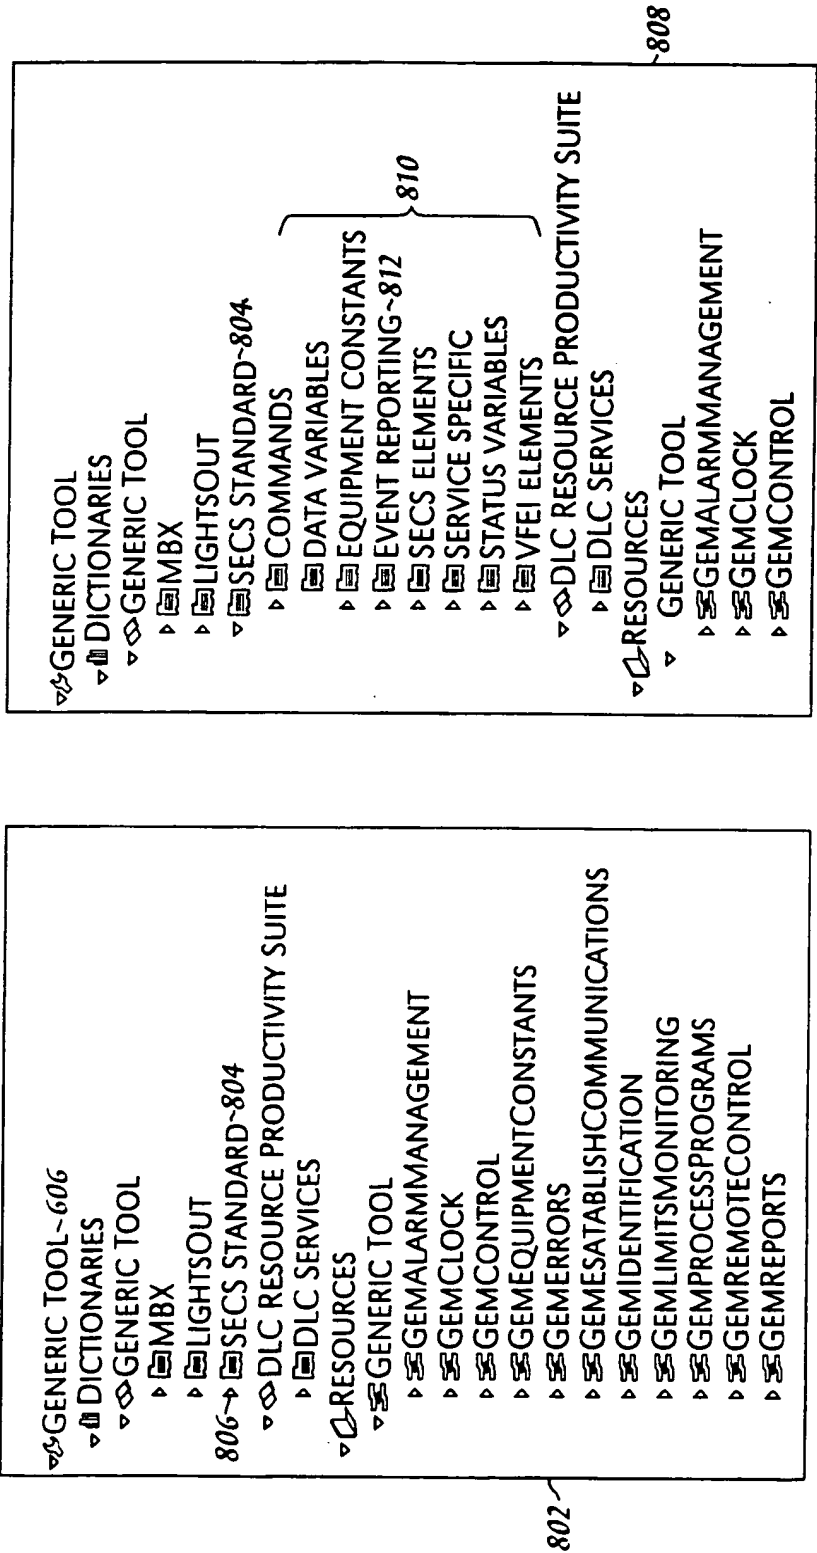 GENERIC TOOL~606
DICTIONARIES
GENERIC TOOL
MBX
LIGHTSOUT
806 SECS STANDARD~804
DLC RESOURCE PRODUCTIVITY SUITE
DLC SERVICES
RESOURCES
GENERIC TOOL
GEMALARMMANAGEMENT
GEMCLOCK
GEMCONTROL
GEMEQUIPMENTCONSTANTS
GEMERRORS
GEMESATABLISHCOMMUNICATIONS
GEMIDENTIFICATION
GEMLIMITSMONITORING
GEMPROCESSPROGRAMS
GEMREMOTECONTROL
GEMREPORTS
802
GENERIC TOOL
DICTIONARIES
GENERIC TOOL
MBX
LIGHTSOUT
SECS STANDARD~804
COMMANDS
DATA VARIABLES
EQUIPMENT CONSTANTS
EVENT REPORTING~812
SECS ELEMENTS
SERVICE SPECIFIC
STATUS VARIABLES
VFEI ELEMENTS
810
DLC RESOURCE PRODUCTIVITY SUITE
DLC SERVICES
RESOURCES
GENERIC TOOL
GEMALARMMANAGEMENT
GEMCLOCK
GEMCONTROL
808